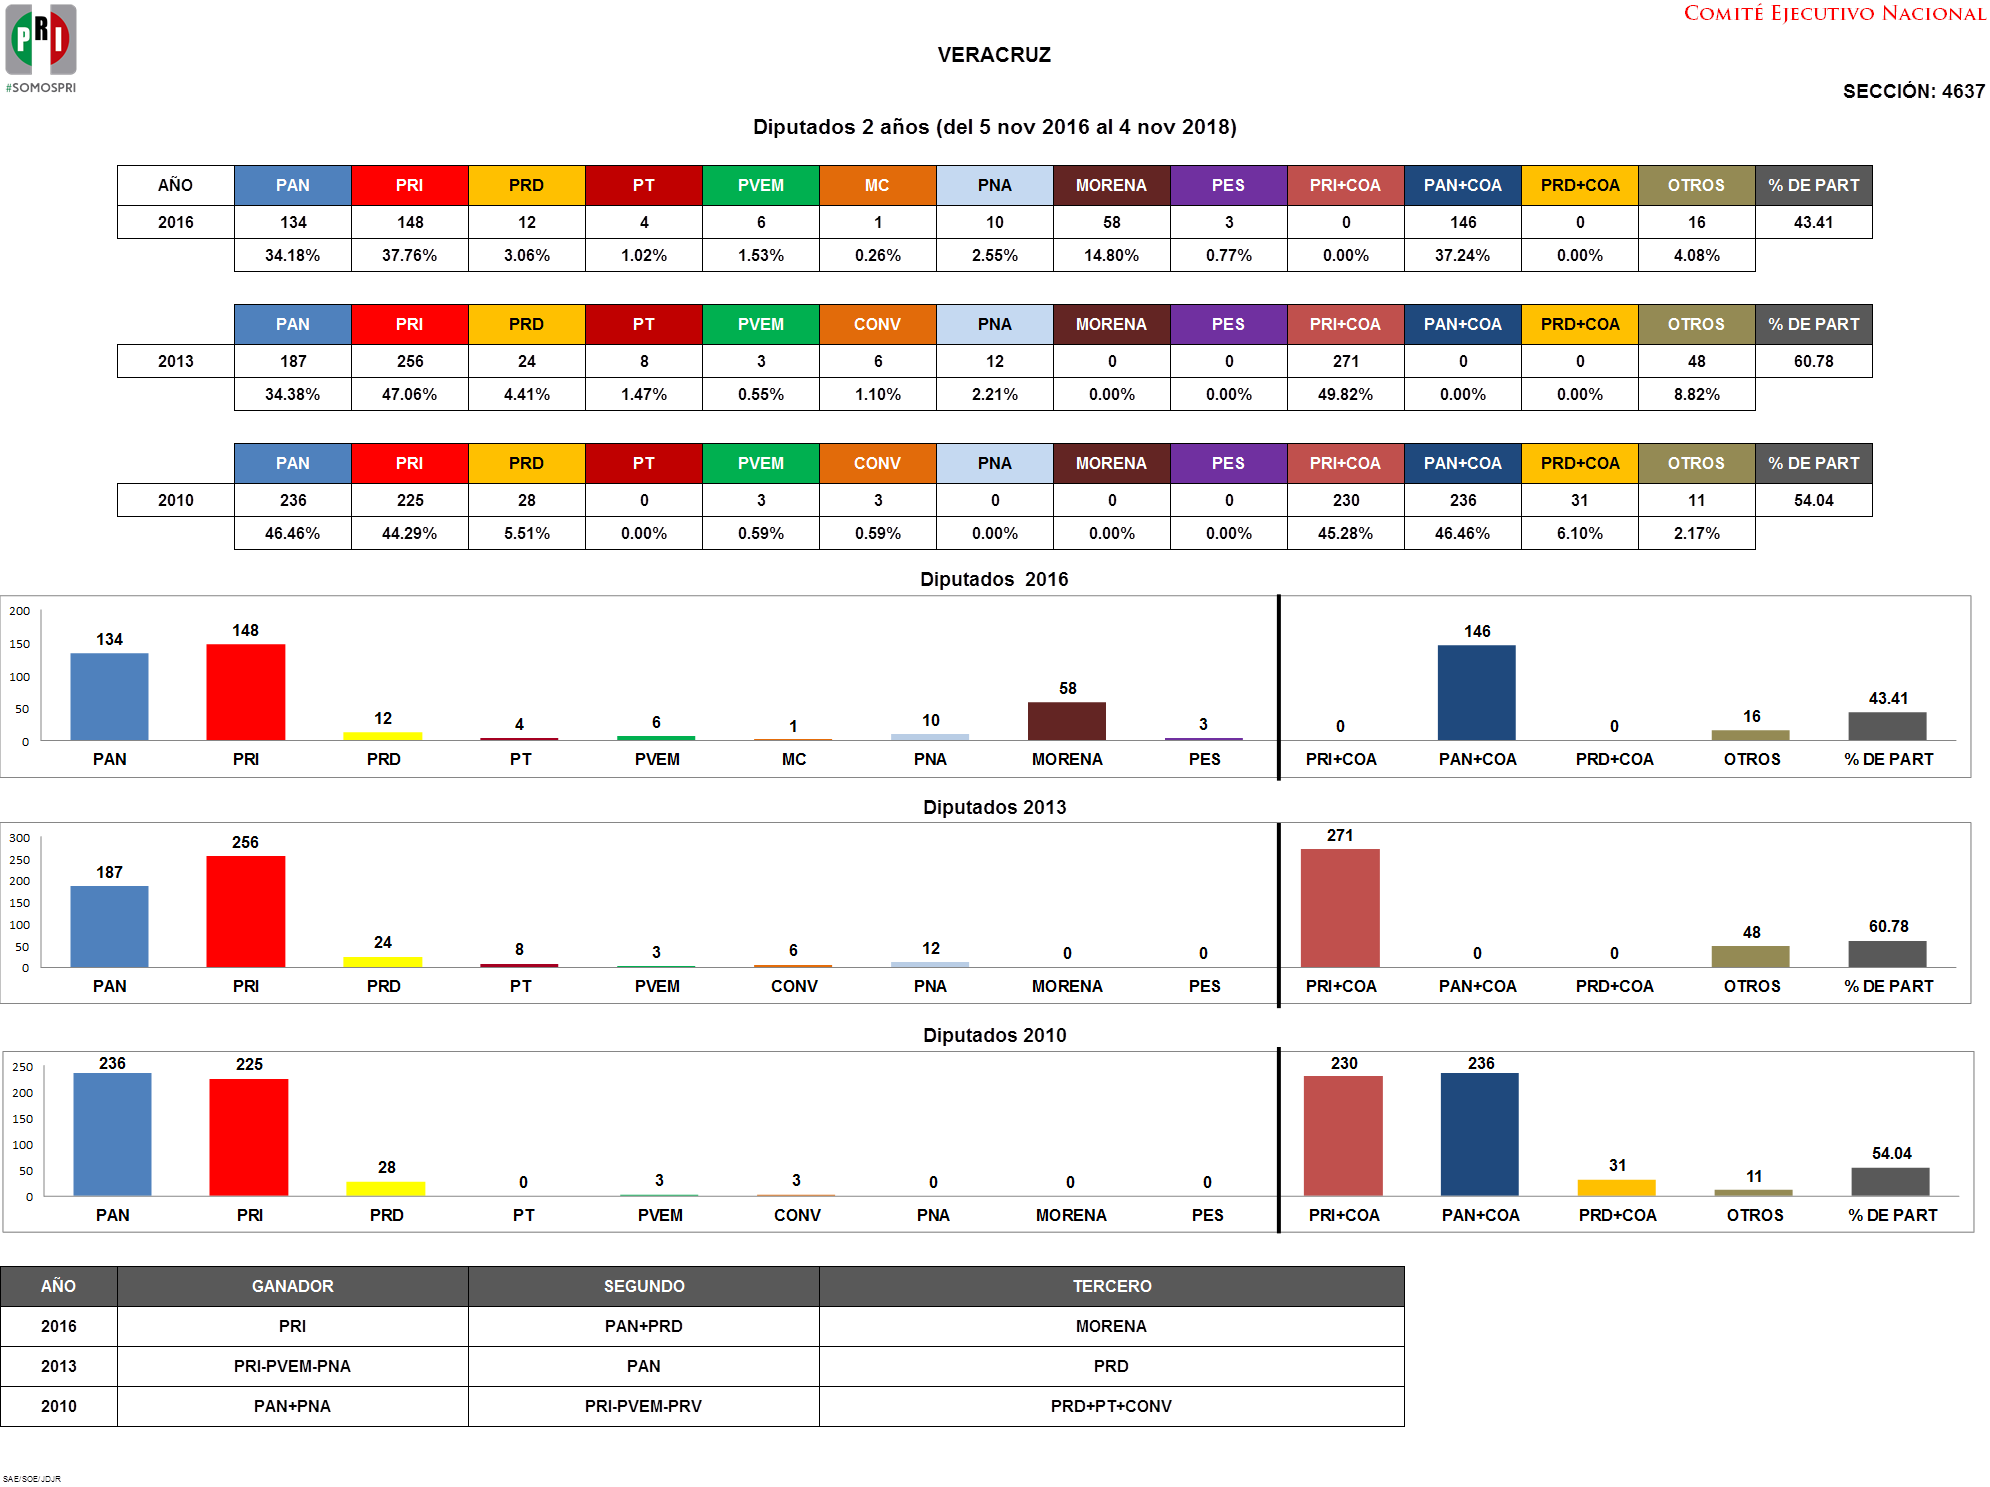 PRI
#SOMOSPRI
COMITÉ EJECUTIVO NACIONAL
VERACRUZ
SECCIÓN: 4637
Diputados 2 años (del 5 nov 2016 al 4 nov 2018)
AÑO PAN PRI PRD PT PVEM MC PNA MORENA PES PRI+COA PAN+COA PRD+COA OTROS % DE PART
2016 134 148 12 4 6 1 10 58 3 0 146 0 16 43.41
34.18% 37.76% 3.06% 1.02% 1.53% 0.26% 2.55% 14.80% 0.77% 0.00% 37.24% 0.00% 4.08%
PAN PRI PRD PT PVEM CONV PNA MORENA PES PRI+COA PAN+COA PRD+COA OTROS % DE PART
2013 187 256 24 8 3 6 12 0 0 271 0 0 48 60.78
34.38% 47.06% 4.41% 1.47% 0.55% 1.10% 2.21% 0.00% 0.00% 49.82% 0.00% 0.00% 8.82%
PAN PRI PRD PT PVEM CONV PNA MORENA PES PRI+COA PAN+COA PRD+COA OTROS % DE PART
2010 236 225 28 0 3 3 0 0 0 230 236 31 11 54.04
46.46% 44.29% 5.51% 0.00% 0.59% 0.59% 0.00% 0.00% 0.00% 45.28% 46.46% 6.10% 2.17%
Diputados 2016
200
150
100
50
0
134 148 12 4 6 1 10 58 3 0 146 0 16 43.41
PAN PRI PRD PT PVEM MC PNA MORENA PES PRI+COA PAN+COA PRD+COA OTROS % DE PART
Diputados 2013
300
250
200
150
100
50
0
187 256 24 8 3 6 12 0 0 271 0 0 48 60.78
PAN PRI PRD PT PVEM CONV PNA MORENA PES PRI+COA PAN+COA PRD+COA OTROS % DE PART
Diputados 2010
250
200
150
100
50
0
236 225 28 0 3 3 0 0 0 230 236 31 11 54.04
PAN PRI PRD PT PVEM CONV PNA MORENA PES PRI+COA PAN+COA PRD+COA OTROS % DE PART
AÑO GANADOR SEGUNDO TERCERO
2016 PRI PAN+PRD MORENA
2013 PRI-PVEM-PNA PAN PRD
2010 PAN+PNA PRI-PVEM-PRV PRD+PT+CONV
SAE/SOE/JDJR